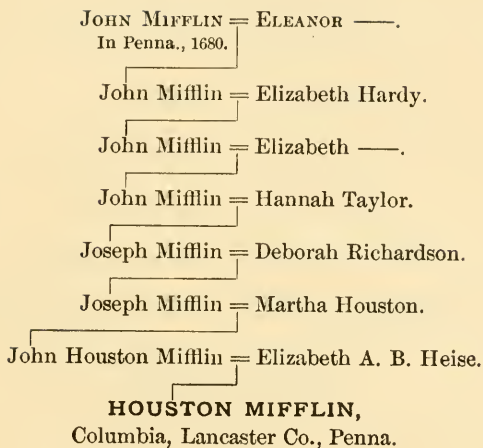 JOHN MIFFLIN = ELEANOR ——.
In Penna., 1680.
John Mifflin = Elizabeth Hardy.
John Mifflin = Elizabeth ——.
John Mifflin = Hannah Taylor.
Joseph Mifflin = Deborah Richardson.
Joseph Mifflin = Martha Houston.
John Houston Mifflin = Elizabeth A. B. Heise.
HOUSTON MIFFLIN,
Columbia, Lancaster Co., Penna.